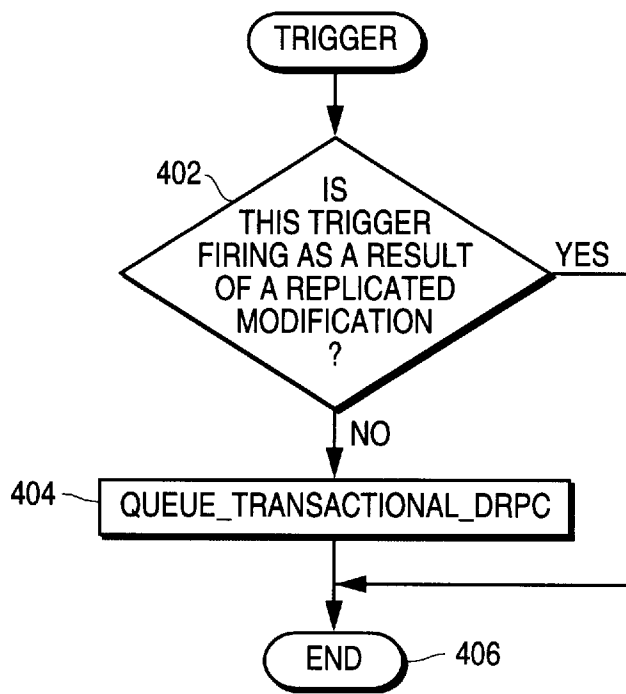 TRIGGER
402
IS
THIS TRIGGER
FIRING AS A RESULT
OF A REPLICATED
MODIFICATION
?
YES
NO
404
QUEUE_TRANSACTIONAL_DRPC
END
406